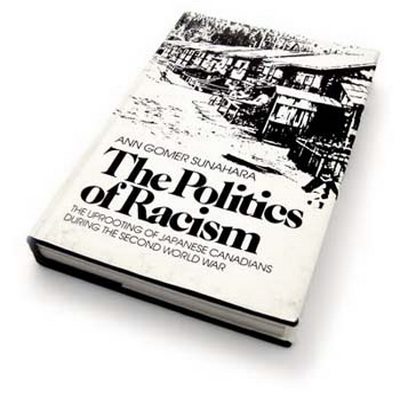 ANN GOMER SUNAHARA
The Politics
of Racism
THE UPROOTING OF JAPANESE CANADIANS
DURING THE SECOND WORLD WAR